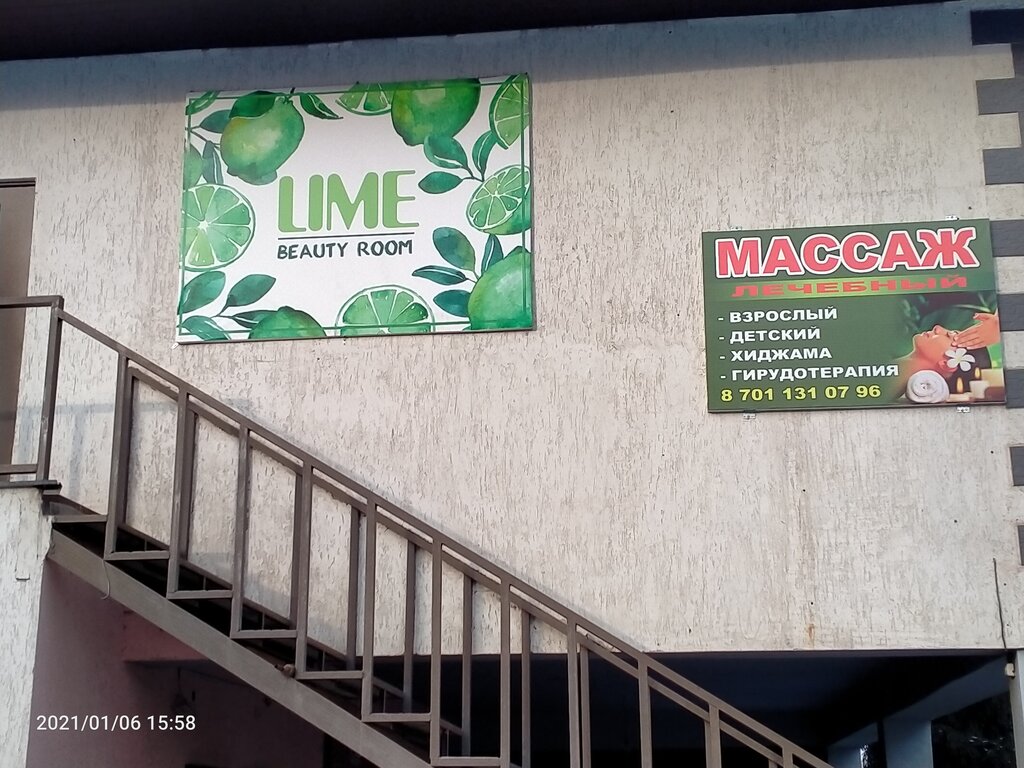 LIME
BEAUTY ROOM
МАССАЖ
ЛЕЧЕБНЫЙ
- ВЗРОСЛЫЙ
- ДЕТСКИЙ
- ХИДЖАМА
- ГИРУДОТЕРАПИЯ
8 701 131 07 96
2021/01/06 15:58